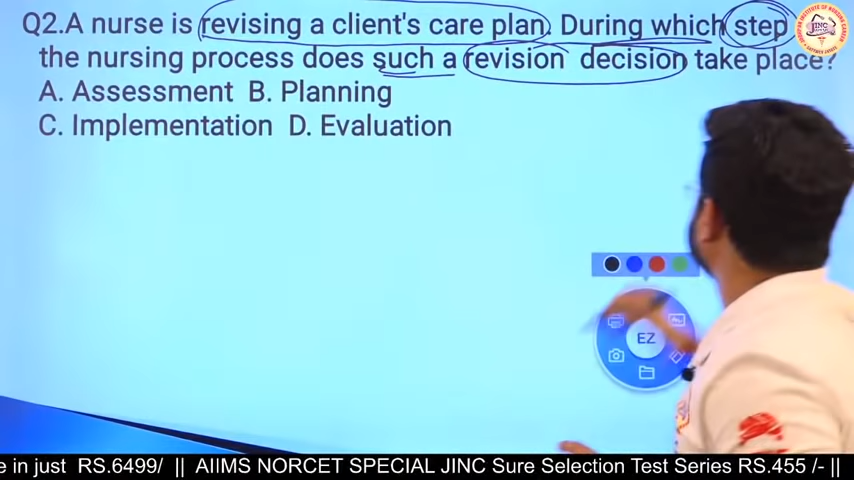 Q2.A nurse is revising a client's care plan. During which step
the nursing process does such a revision decision take place?
A. Assessment B. Planning
C. Implementation D. Evaluation
JINC
EZ
e in just RS.6499/ || AIIMS NORCET SPECIAL JINC Sure Selection Test Series RS.455 /- ||